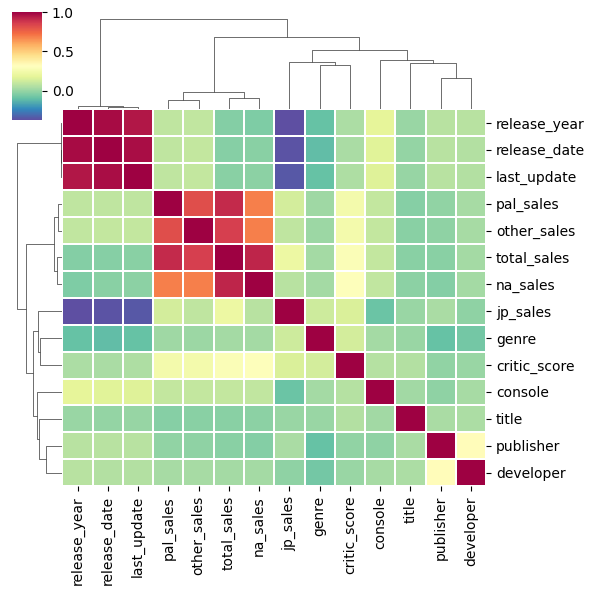 1.0
0.5
0.0
release_year
release_date
last_update
pal_sales
other_sales
total_sales
na_sales
jp_sales
genre
critic_score
console
title
publisher
developer
release_year
release_date
last_update
pal_sales
other_sales
total_sales
na_sales
jp_sales
genre
critic_score
console
title
publisher
developer